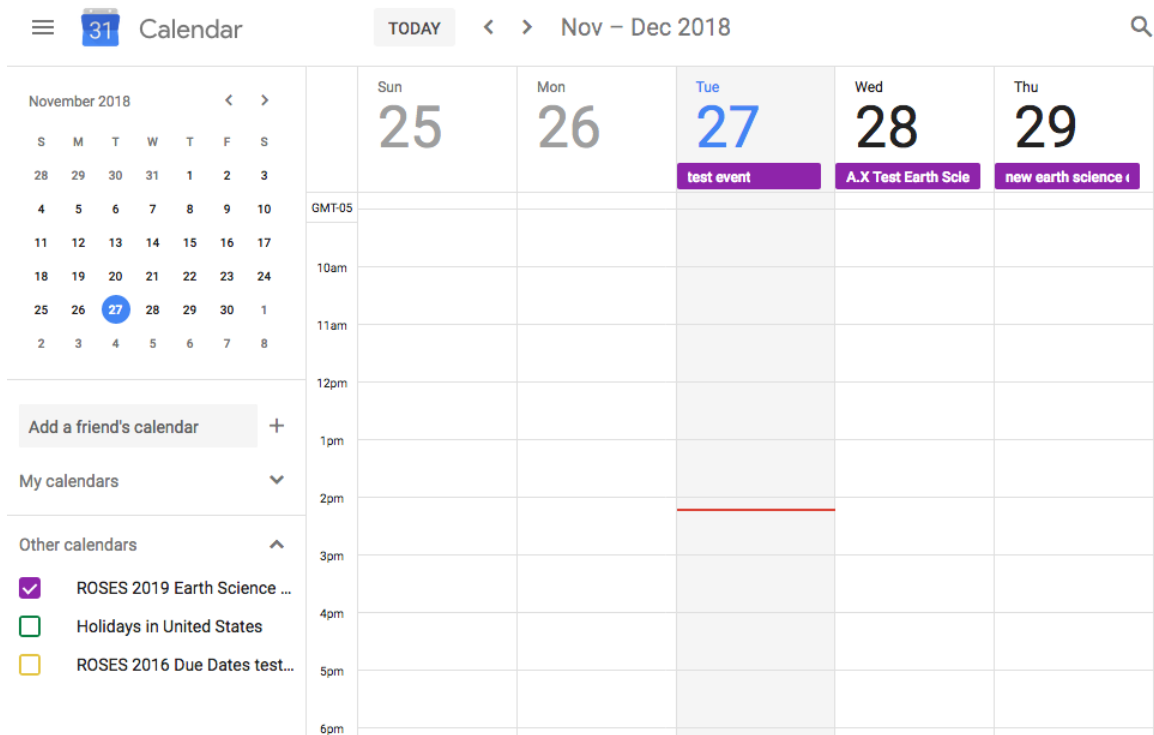 31 Calendar TODAY Nov – Dec 2018
November 2018
S M T W T F S
28 29 30 31 1 2 3
4 5 6 7 8 9 10
11 12 13 14 15 16 17
18 19 20 21 22 23 24
25 26 27 28 29 30 1
2 3 4 5 6 7 8
Add a friend's calendar
My calendars
Other calendars
ROSES 2019 Earth Science ...
Holidays in United States
ROSES 2016 Due Dates test...
Sun Mon Tue Wed Thu
25 26 27 28 29
test event A.X Test Earth Scie new earth science
GMT-05
10am
11am
12pm
1pm
2pm
3pm
4pm
5pm
6pm